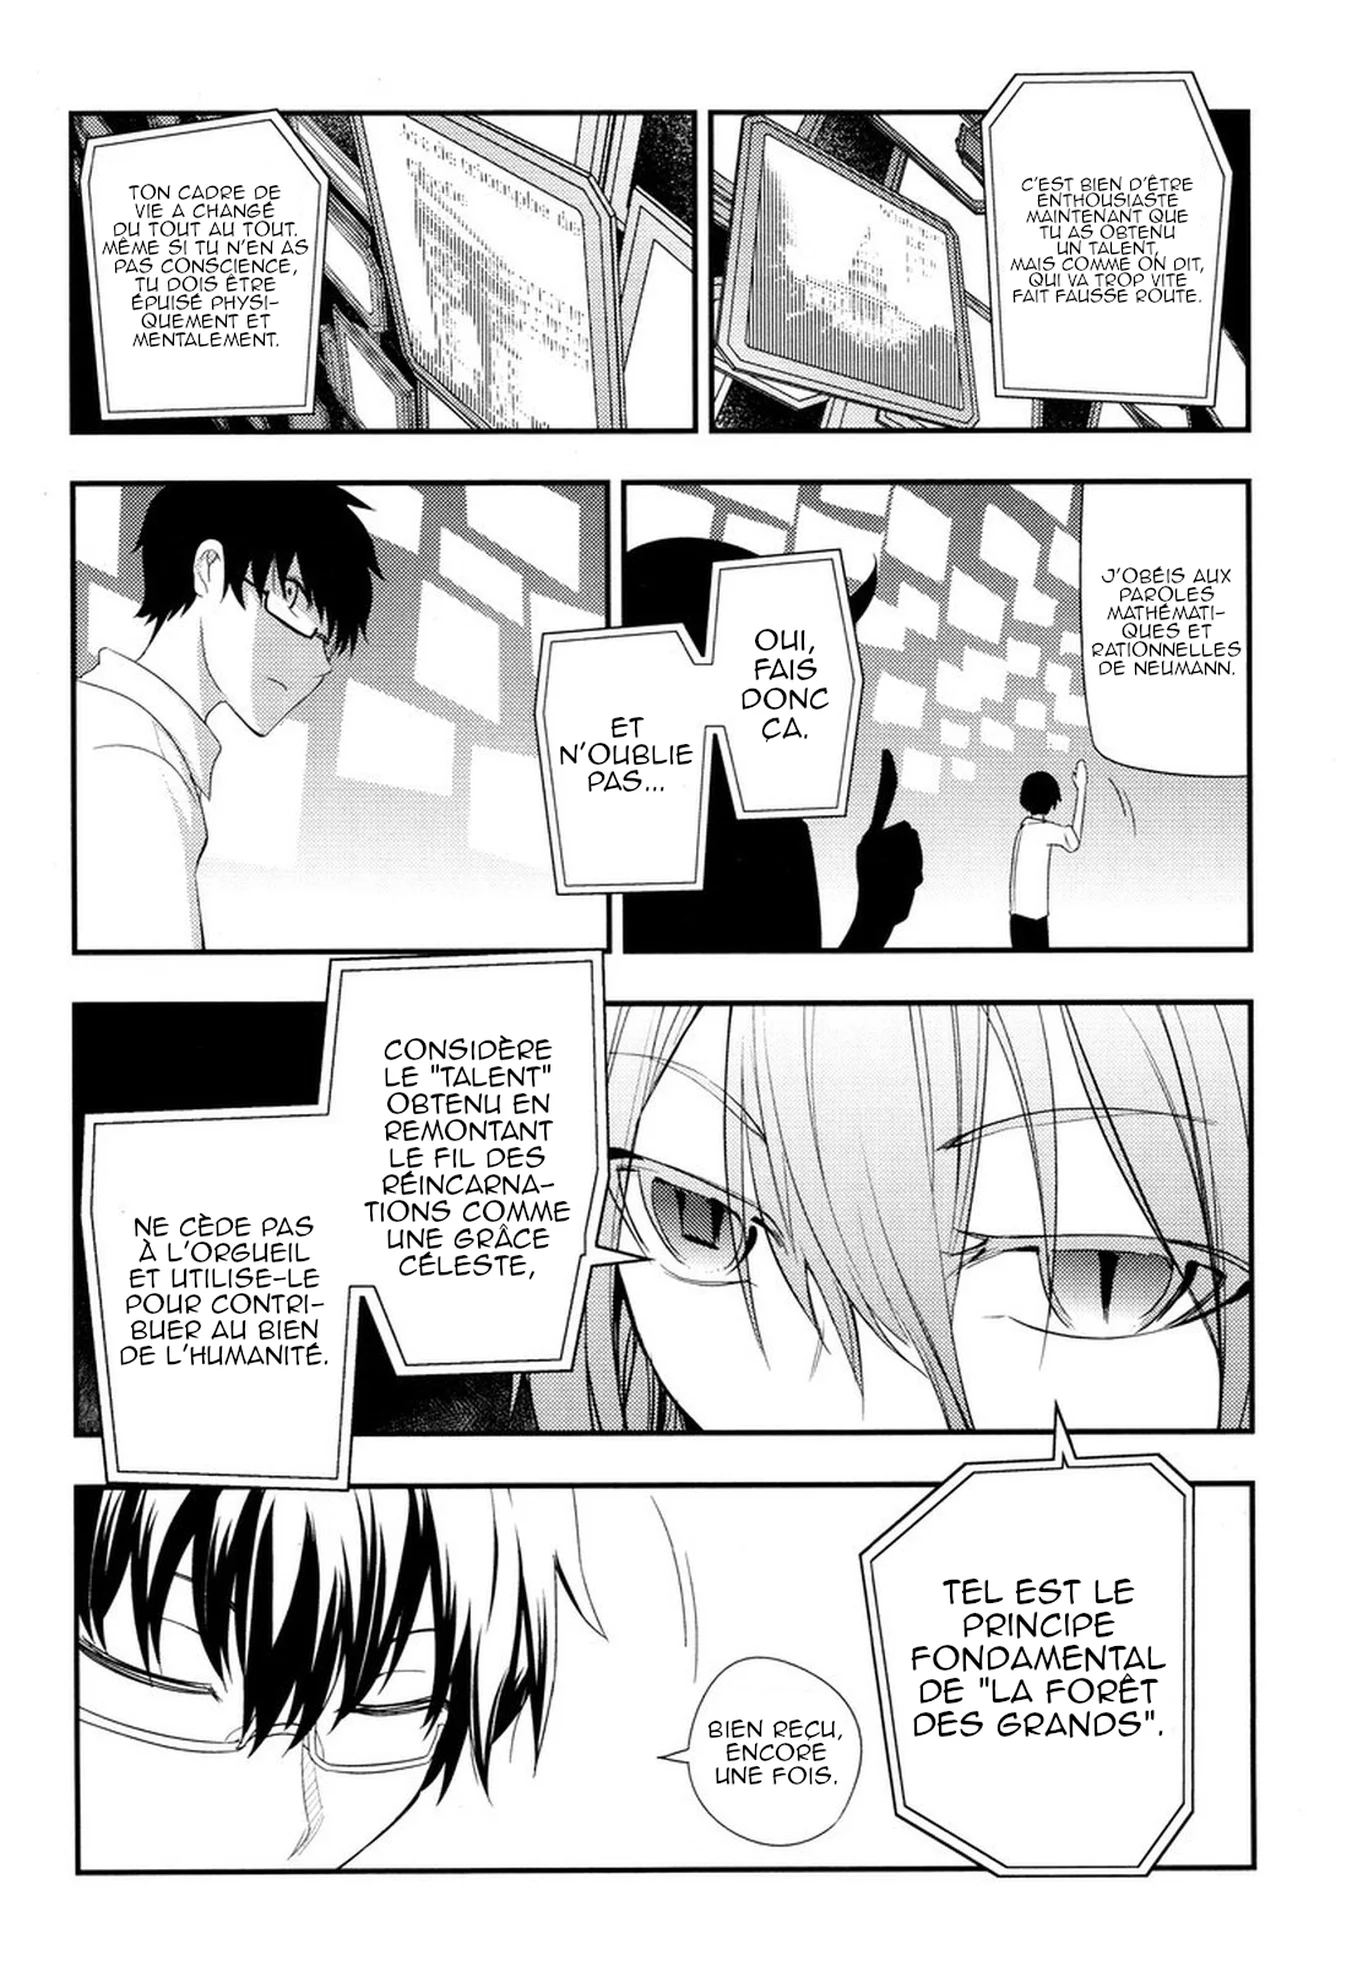 C'EST BIEN D'ÊTRE
ENTHOUSIASTE
MAINTENANT QUE
TU AS OBTENU
UN TALENT,
MAIS COMME ON DIT,
QUI VA TROP VITE
FAIT FAUSSE ROUTE.
TON CADRE DE
VIE A CHANGÉ
DU TOUT AU TOUT.
MÊME SI TU N'EN AS
PAS CONSCIENCE,
TU DOIS ÊTRE
ÉPUISÉ PHYSI-
QUEMENT ET
MENTALEMENT.
J'OBÉIS AUX
PAROLES
MATHÉMATI-
QUES ET
RATIONNELLES
DE NEUMANN.
OUI,
FAIS
DONC
ÇA.
ET
N'OUBLIE
PAS...
CONSIDÈRE
LE "TALENT"
OBTENU EN
REMONTANT
LE FIL DES
RÉINCARNA-
TIONS COMME
UNE GRÂCE
CÉLESTE,
NE CÈDE PAS
À L'ORGUEIL
ET UTILISE-LE
POUR CONTRI-
BUER AU BIEN
DE L'HUMANITÉ.
TEL EST LE
PRINCIPE
FONDAMENTAL
DE "LA FORÊT
DES GRANDS".
BIEN REÇU,
ENCORE
UNE FOIS.